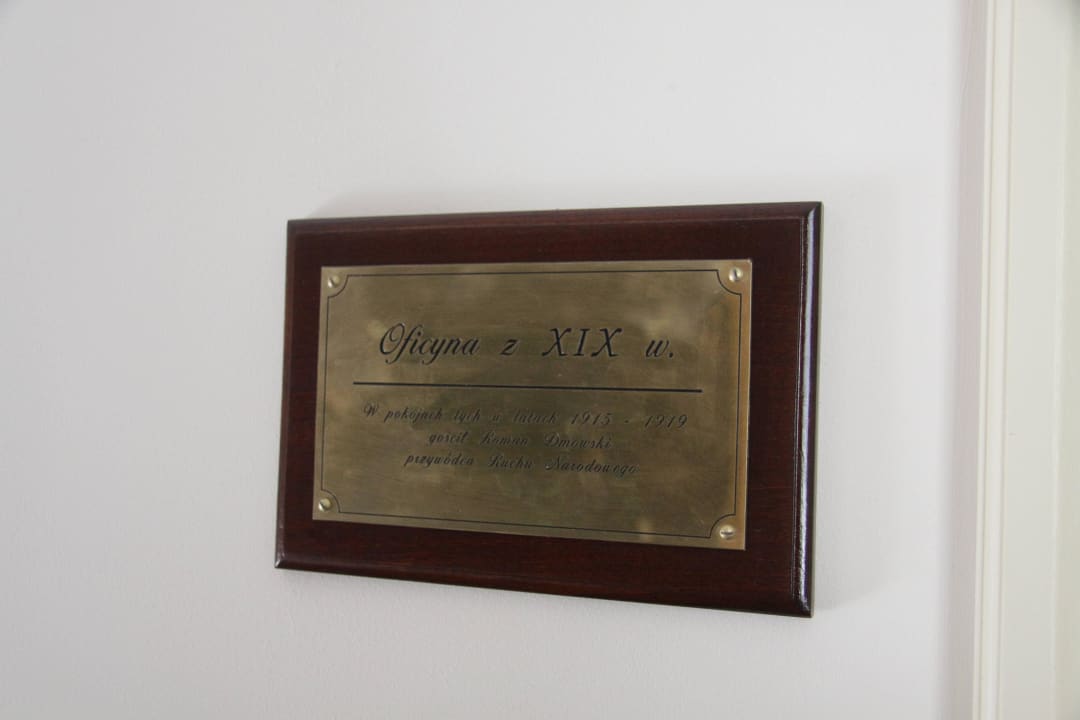 Oficyna z XIX w.
W pokojach tych w latach 1915 - 1919
gościł Roman Dmowski
przywódca Ruchu Narodowego